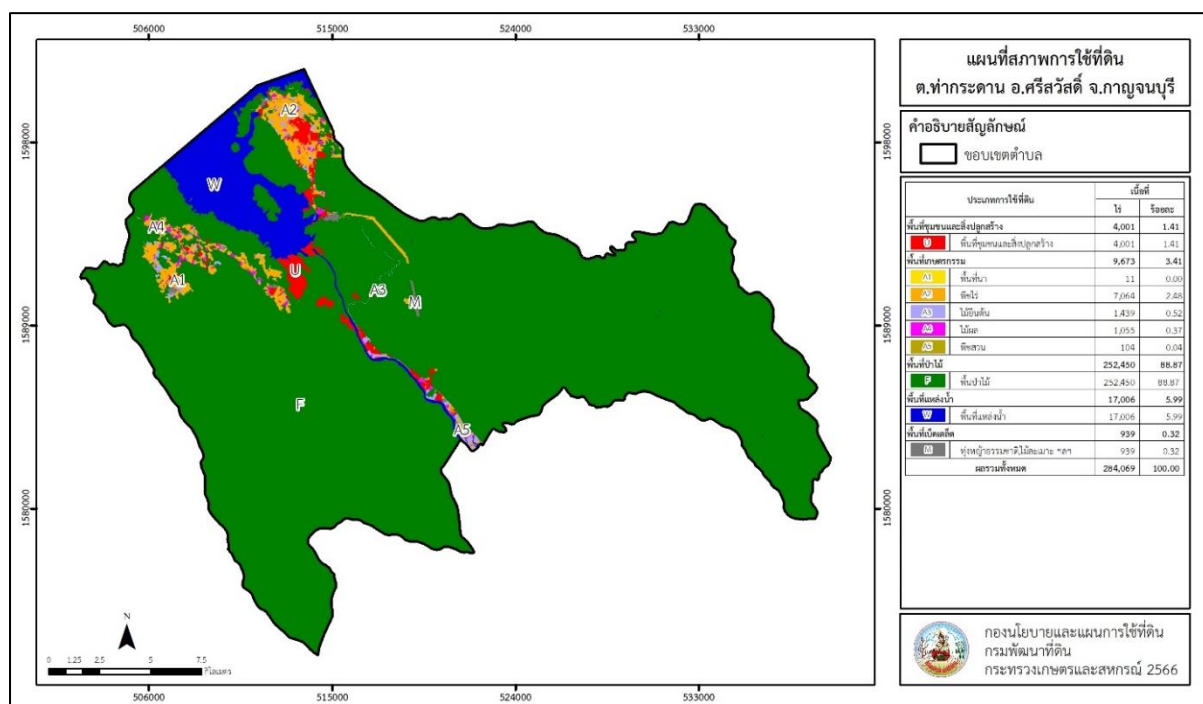 506000 515000 524000 533000
1598000
1589000
1580000
1598000
1589000
1580000
A2
W
A4
A1
U
A3
M
F
A5
N
0 1.25 2.5 5 7.5
กิโลเมตร
506000 515000 524000 533000
แผนที่สภาพการใช้ที่ดิน
ต.ท่ากระดาน อ.ศรีสวัสดิ์ จ.กาญจนบุรี
คำอธิบายสัญลักษณ์
ขอบเขตตำบล
ประเภทการใช้ที่ดิน เนื้อที่
ไร่ ร้อยละ
พื้นที่ชุมชนและสิ่งปลูกสร้าง 4,001 1.41
U พื้นที่ชุมชนและสิ่งปลูกสร้าง 4,001 1.41
พื้นที่เกษตรกรรม 9,673 3.41
A1 พื้นที่นา 11 0.00
A2 พืชไร่ 7,064 2.48
A3 ไม้ยืนต้น 1,439 0.52
A4 ไม้ผล 1,055 0.37
A5 พืชสวน 104 0.04
พื้นที่ป่าไม้ 252,450 88.87
F พื้นป่าไม้ 252,450 88.87
พื้นที่แหล่งน้ำ 17,006 5.99
W พื้นที่แหล่งน้ำ 17,006 5.99
พื้นที่เบ็ดเตล็ด 939 0.32
M ทุ่งหญ้าธรรมชาติ,ไม้ละเมาะ ฯลฯ 939 0.32
ผลรวมทั้งหมด 284,069 100.00
กองนโยบายและแผนการใช้ที่ดิน
กรมพัฒนาที่ดิน
กระทรวงเกษตรและสหกรณ์ 2566